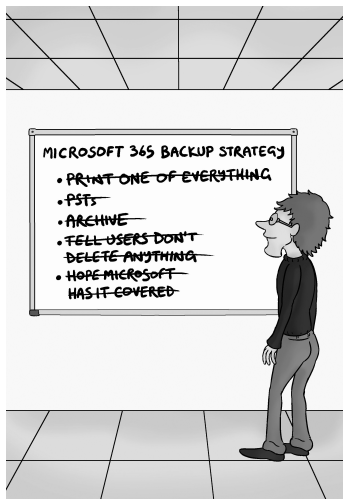 MICROSOFT 365 BACKUP STRATEGY
• PRINT ONE OF EVERYTHING
• PSTs
• ARCHIVE
• TELL USERS DON'T
DELETE ANYTHING
• HOPE MICROSOFT
HAS IT COVERED